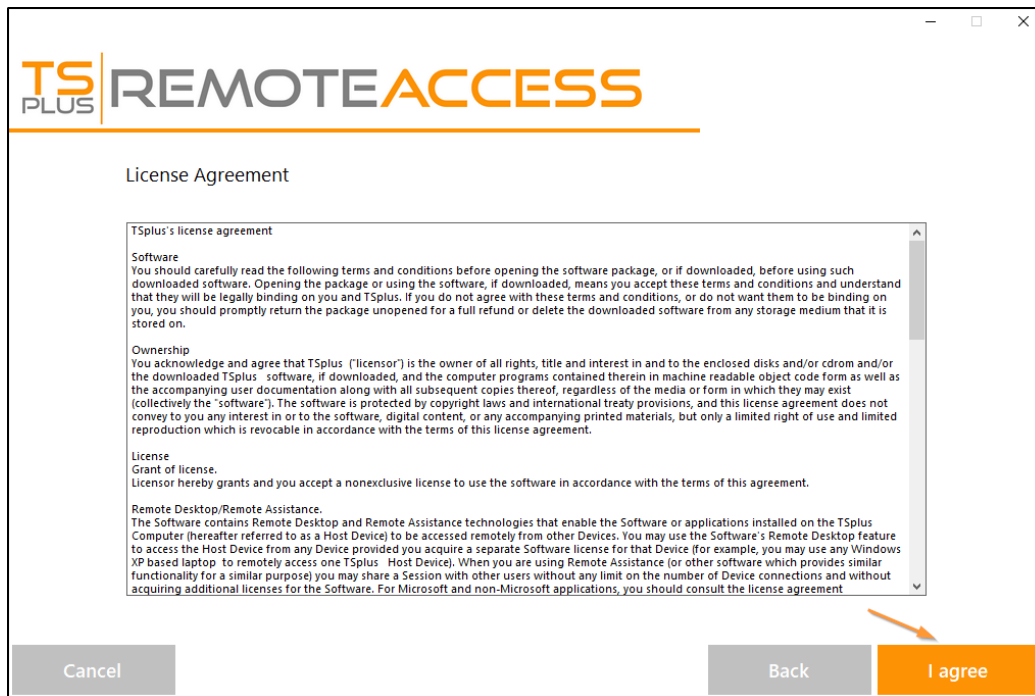 TS
PLUS
REMOTEACCESS
License Agreement
TSplus's license agreement
Software
You should carefully read the following terms and conditions before opening the software package, or if downloaded, before using such
downloaded software. Opening the package or using the software, if downloaded, means you accept these terms and conditions and understand
that they will be legally binding on you and TSplus. If you do not agree with these terms and conditions, or do not want them to be binding on
you, you should promptly return the package unopened for a full refund or delete the downloaded software from any storage medium that it is
stored on.
Ownership
You acknowledge and agree that TSplus ("licensor") is the owner of all rights, title and interest in and to the enclosed disks and/or cdrom and/or
the downloaded TSplus software, if downloaded, and the computer programs contained therein in machine readable object code form as well as
the accompanying user documentation along with all subsequent copies thereof, regardless of the media or form in which they may exist
(collectively the "software"). The software is protected by copyright laws and international treaty provisions, and this license agreement does not
convey to you any interest in or to the software, digital content, or any accompanying printed materials, but only a limited right of use and limited
reproduction which is revocable in accordance with the terms of this license agreement.
License
Grant of license.
Licensor hereby grants and you accept a nonexclusive license to use the software in accordance with the terms of this agreement.
Remote Desktop/Remote Assistance.
The Software contains Remote Desktop and Remote Assistance technologies that enable the Software or applications installed on the TSplus
Computer (hereafter referred to as a Host Device) to be accessed remotely from other Devices. You may use the Software's Remote Desktop feature
to access the Host Device from any Device provided you acquire a separate Software license for that Device (for example, you may use any Windows
XP based laptop to remotely access one TSplus Host Device). When you are using Remote Assistance (or other software which provides similar
functionality for a similar purpose) you may share a Session with other users without any limit on the number of Device connections and without
acquiring additional licenses for the Software. For Microsoft and non-Microsoft applications, you should consult the license agreement
Cancel
Back
I agree